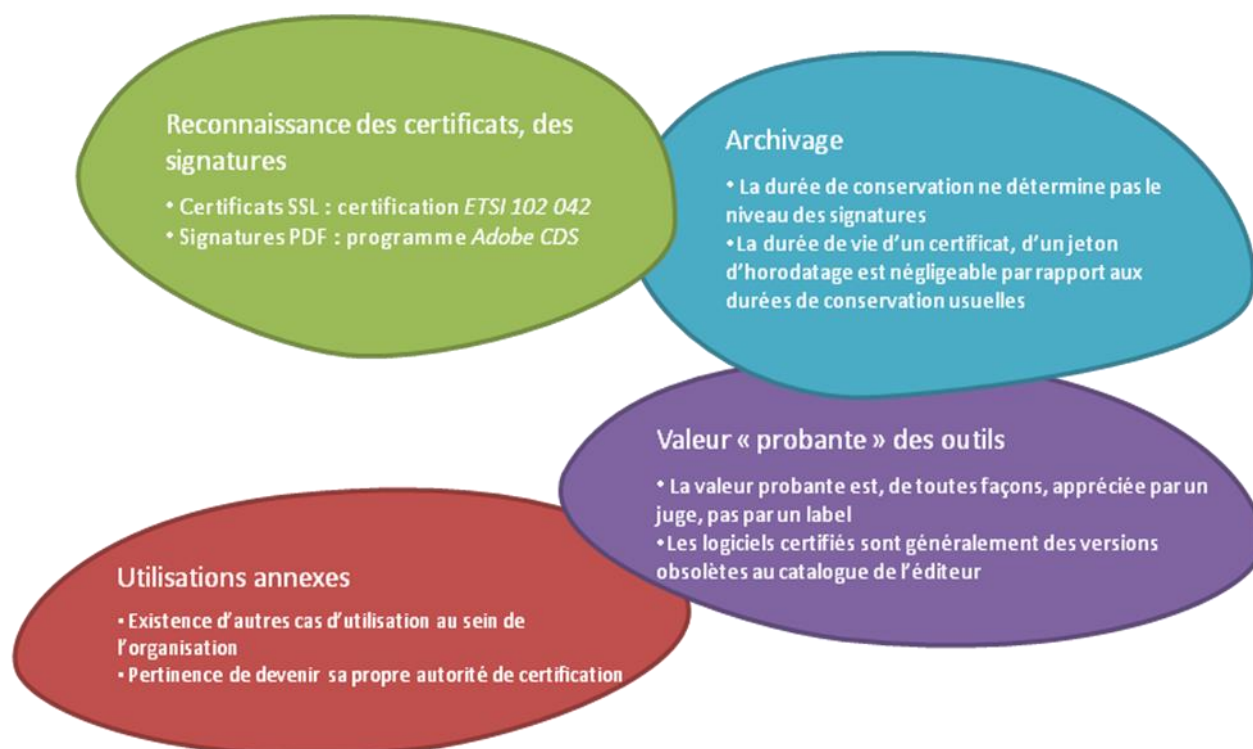 Reconnaissance des certificats, des
signatures
• Certificats SSL : certification ETSI 102 042
• Signatures PDF : programme Adobe CDS
Archivage
• La durée de conservation ne détermine pas le
niveau des signatures
•La durée de vie d’un certificat, d’un jeton
d’horodatage est négligeable par rapport aux
durées de conservation usuelles
Valeur « probante » des outils
• La valeur probante est, de toutes façons, appréciée par un
juge, pas par un label
•Les logiciels certifiés sont généralement des versions
obsolètes au catalogue de l’éditeur
Utilisations annexes
• Existence d’autres cas d’utilisation au sein de
l’organisation
• Pertinence de devenir sa propre autorité de certification